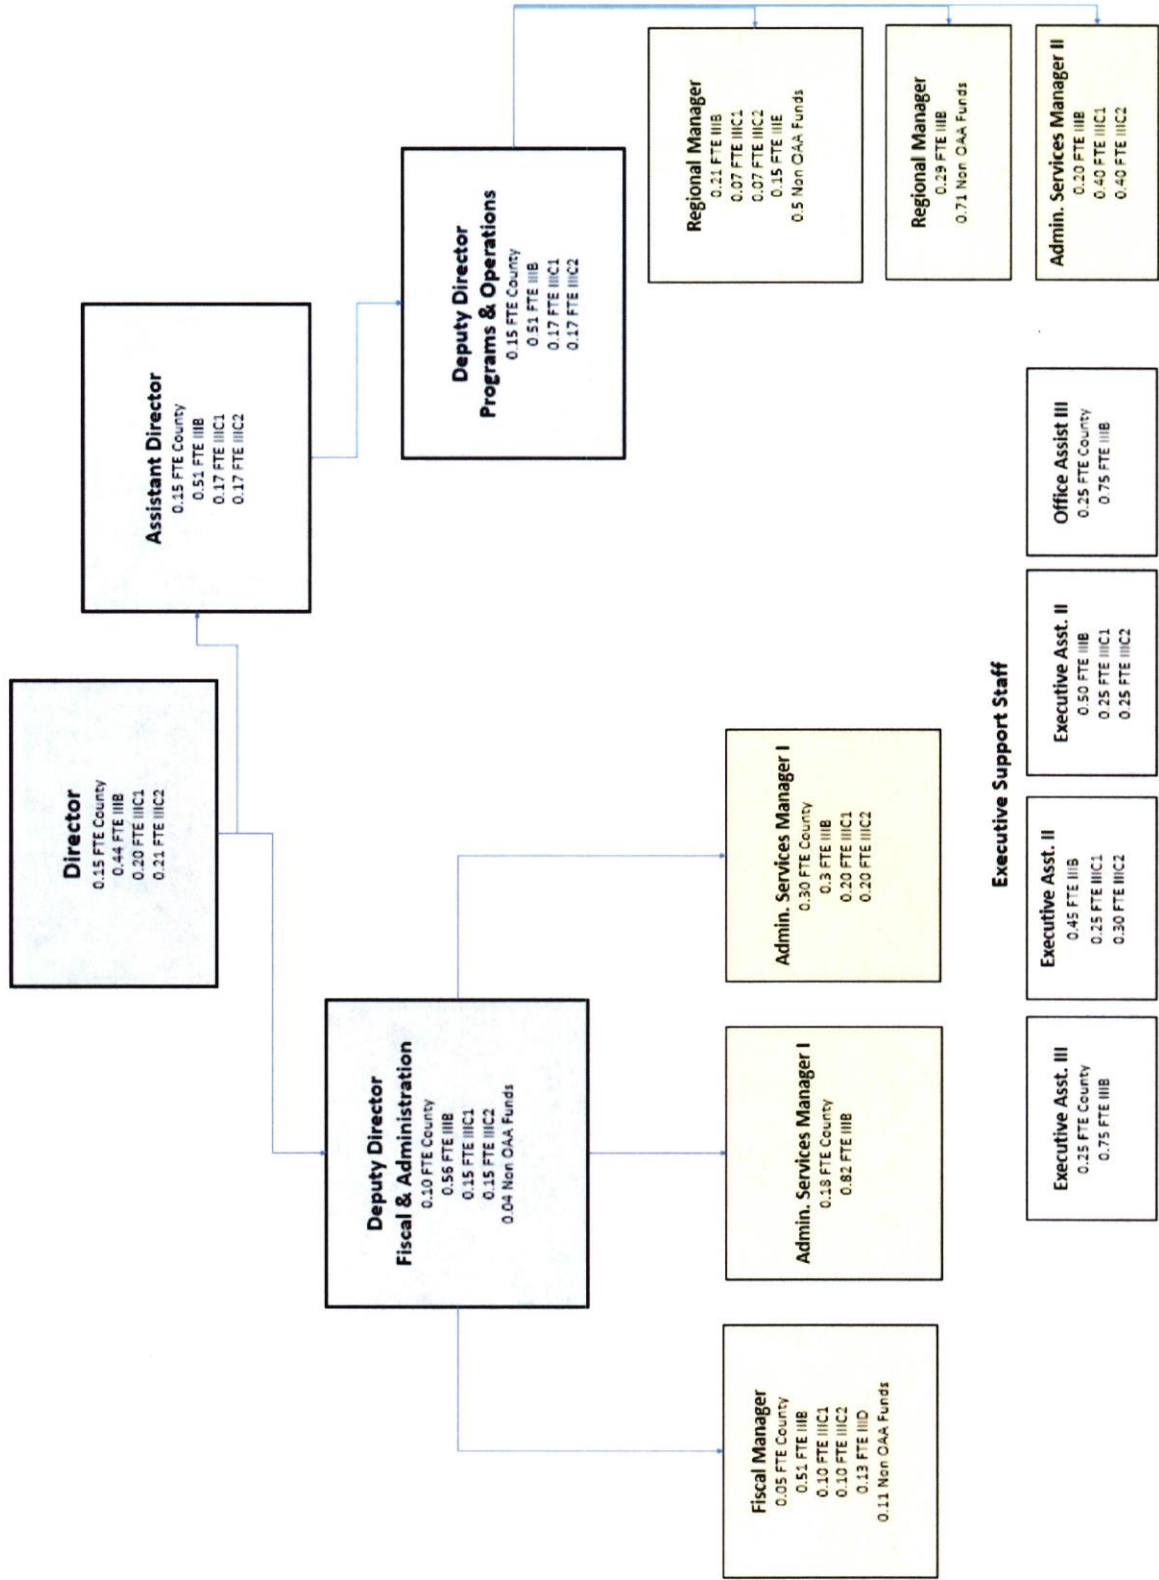 Director
0.15 FTE County
0.44 FTE IIIB
0.20 FTE IIIC1
0.21 FTE IIIC2
Assistant Director
0.15 FTE County
0.51 FTE IIIB
0.17 FTE IIIC1
0.17 FTE IIIC2
Deputy Director
Fiscal & Administration
0.10 FTE County
0.56 FTE IIIB
0.15 FTE IIIC1
0.15 FTE IIIC2
0.04 Non OAA Funds
Deputy Director
Programs & Operations
0.15 FTE County
0.51 FTE IIIB
0.17 FTE IIIC1
0.17 FTE IIIC2
Fiscal Manager
0.05 FTE County
0.51 FTE IIIB
0.10 FTE IIIC1
0.10 FTE IIIC2
0.13 FTE IIID
0.11 Non OAA Funds
Admin. Services Manager I
0.18 FTE County
0.82 FTE IIIB
Admin. Services Manager I
0.30 FTE County
0.3 FTE IIIB
0.20 FTE IIIC1
0.20 FTE IIIC2
Regional Manager
0.21 FTE IIIB
0.07 FTE IIIC1
0.07 FTE IIIC2
0.15 FTE IIIE
0.5 Non OAA Funds
Regional Manager
0.29 FTE IIIB
0.71 Non OAA Funds
Admin. Services Manager II
0.20 FTE IIIB
0.40 FTE IIIC1
0.40 FTE IIIC2
Executive Support Staff
Executive Asst. III
0.25 FTE County
0.75 FTE IIIB
Executive Asst. II
0.45 FTE IIIB
0.25 FTE IIIC1
0.30 FTE IIIC2
Executive Asst. II
0.50 FTE IIIB
0.25 FTE IIIC1
0.25 FTE IIIC2
Office Assist III
0.25 FTE County
0.75 FTE IIIB